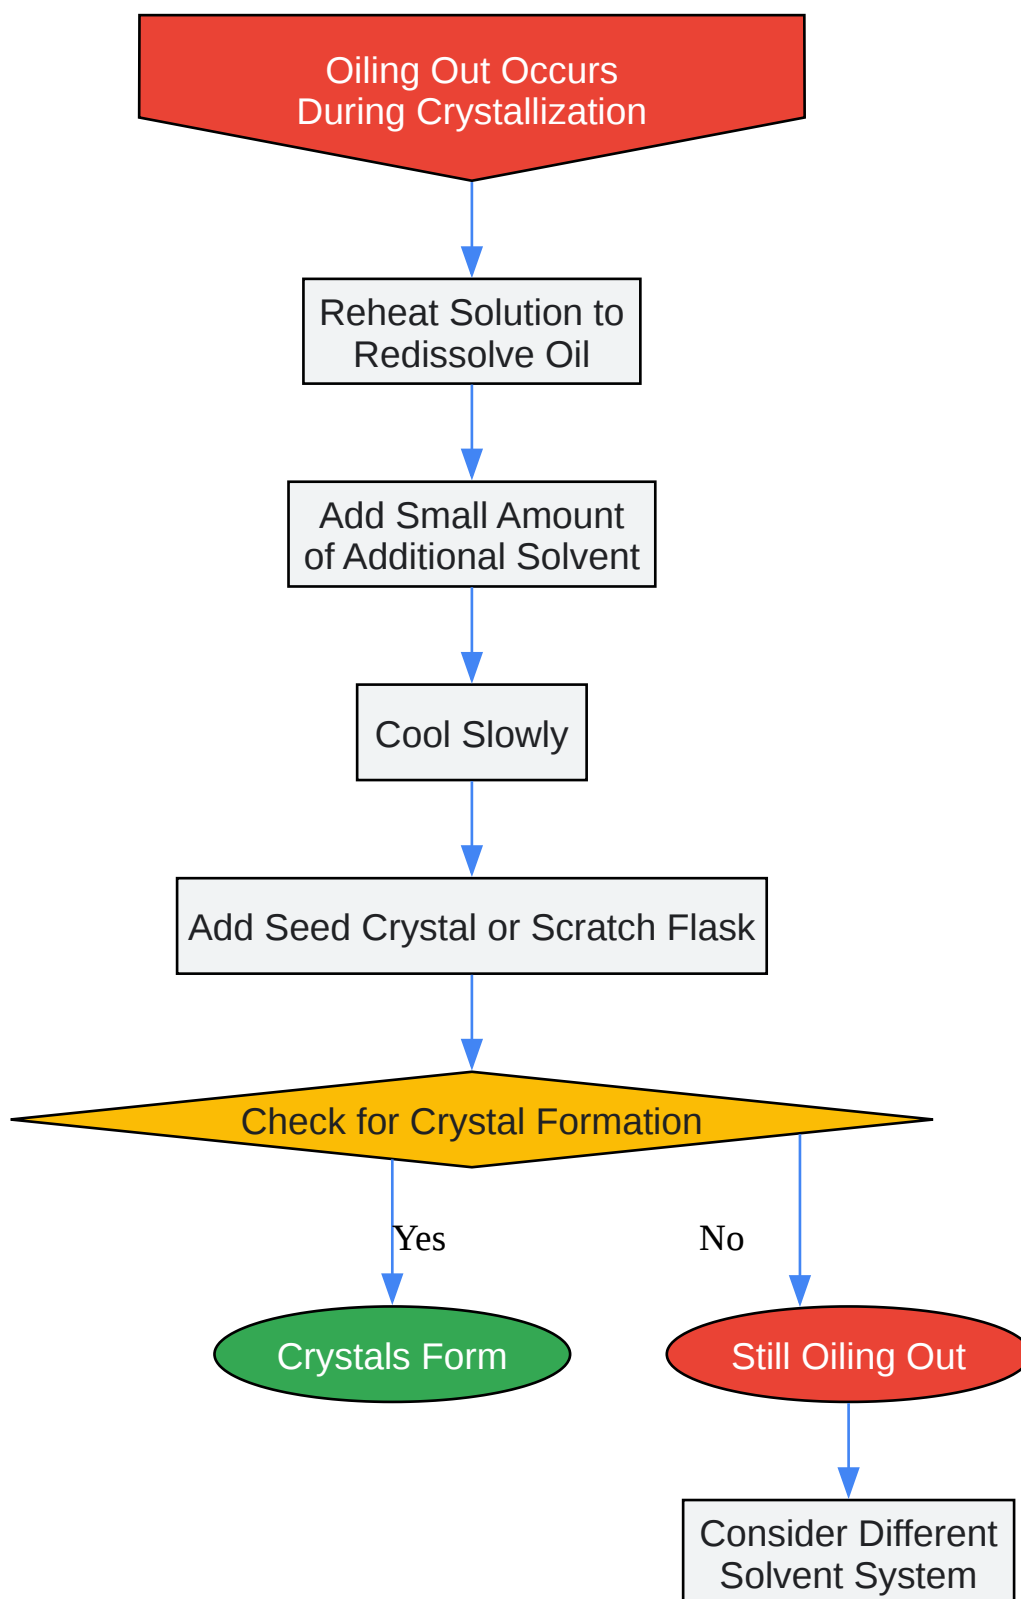 Oiling Out Occurs
During Crystallization
Reheat Solution to
Redissolve Oil
Add Small Amount
of Additional Solvent
Cool Slowly
Add Seed Crystal or Scratch Flask
Check for Crystal Formation
Yes
No
Crystals Form
Still Oiling Out
Consider Different
Solvent System